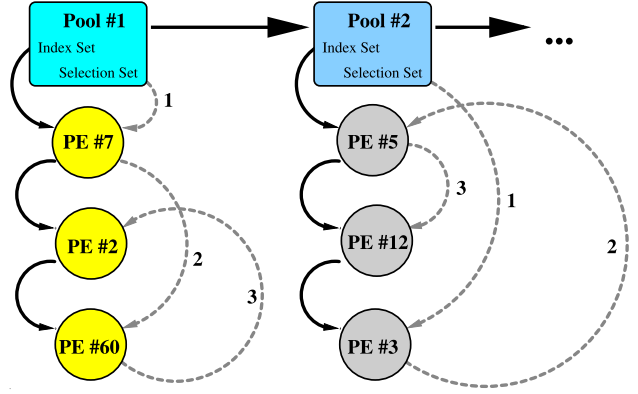 Pool #1
Index Set
Selection Set
1
PE #7
PE #2
2
3
PE #60
Pool #2
Index Set
Selection Set
...
PE #5
3
1
PE #12
2
PE #3